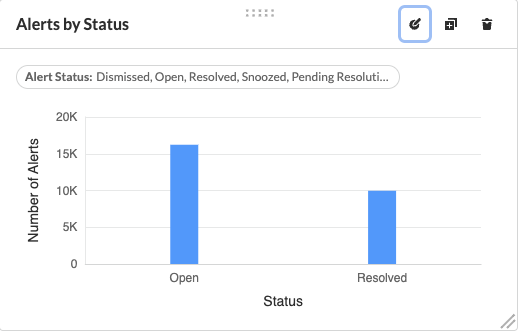 Alerts by Status
Alert Status: Dismissed, Open, Resolved, Snoozed, Pending Resoluti...
20K
15K
10K
5K
0
Number of Alerts
Open
Resolved
Status